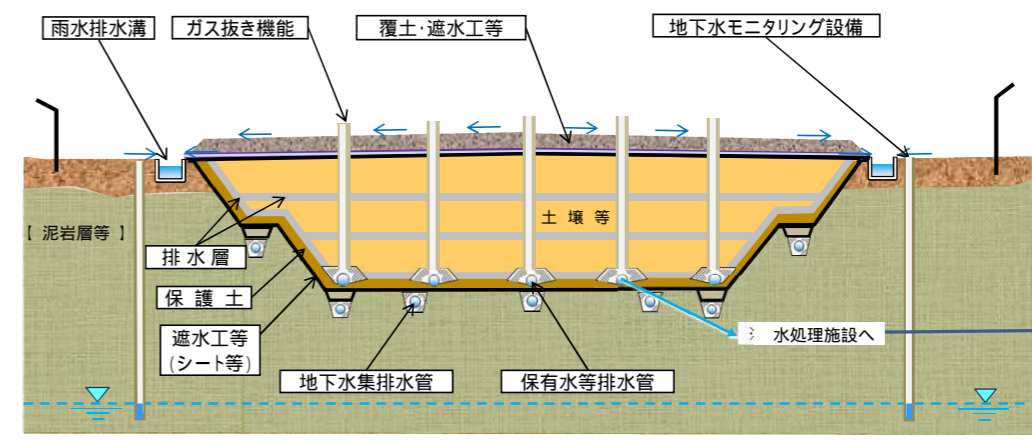 雨水排水溝
ガス抜き機能
覆土・遮水工等
地下水モニタリング設備
【 泥岩層等 】
土 壌 等
排 水 層
保 護 土
遮水工等
(シート等)
水処理施設へ
地下水集排水管
保有水等排水管